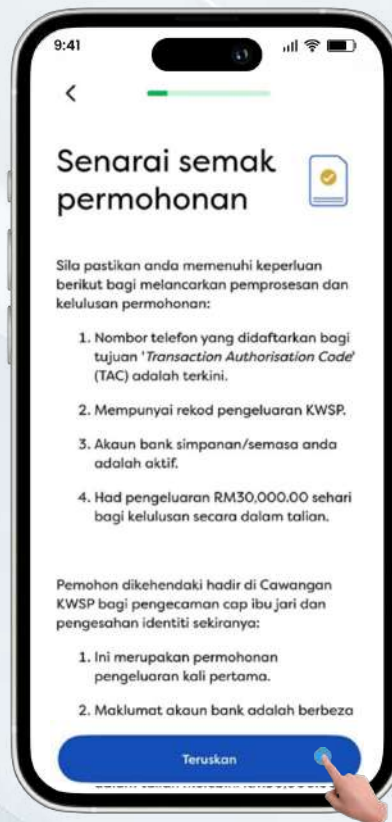 9:41
Senarai semak
permohonan
Sila pastikan anda memenuhi keperluan
berikut bagi melancarkan pemprosesan dan
kelulusan permohonan:
1. Nombor telefon yang didaftarkan bagi
tujuan 'Transaction Authorisation Code'
(TAC) adalah terkini.
2. Mempunyai rekod pengeluaran KWSP.
3. Akaun bank simpanan/semasa anda
adalah aktif.
4. Had pengeluaran RM30,000.00 sehari
bagi kelulusan secara dalam talian.
Pemohon dikehendaki hadir di Cawangan
KWSP bagi pengecaman cap ibu jari dan
pengesahan identiti sekiranya:
1. Ini merupakan permohonan
pengeluaran kali pertama.
2. Maklumat akaun bank adalah berbeza
Teruskan